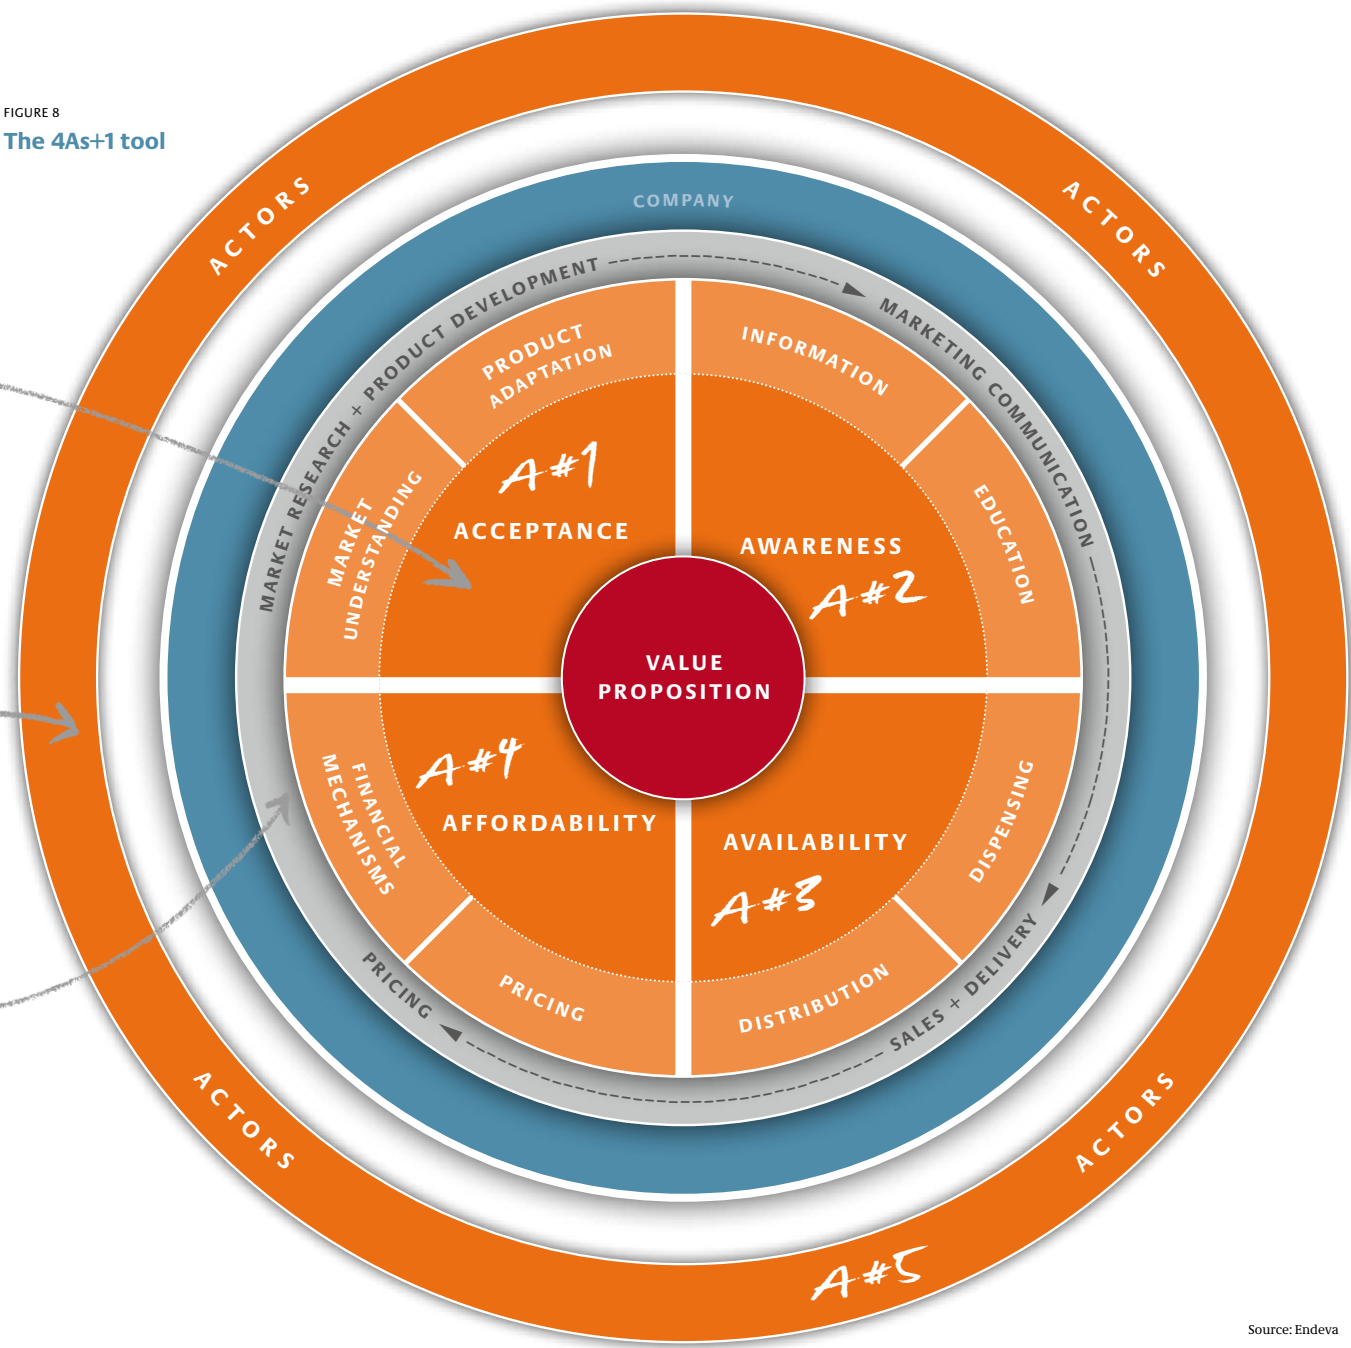 FIGURE 8
The 4As+1 tool
ACTORS
ACTORS
COMPANY
MARKET RESEARCH + PRODUCT DEVELOPMENT
MARKETING COMMUNICATION
PRODUCT
ADAPTATION
INFORMATION
MARKET
UNDERSTANDING
EDUCATION
A#1
ACCEPTANCE
AWARENESS
A#2
VALUE
PROPOSITION
A#4
AFFORDABILITY
AVAILABILITY
A#3
FINANCIAL
MECHANISMS
DISPENSING
PRICING
DISTRIBUTION
PRICING
SALES + DELIVERY
ACTORS
ACTORS
A#5
Source: Endeva